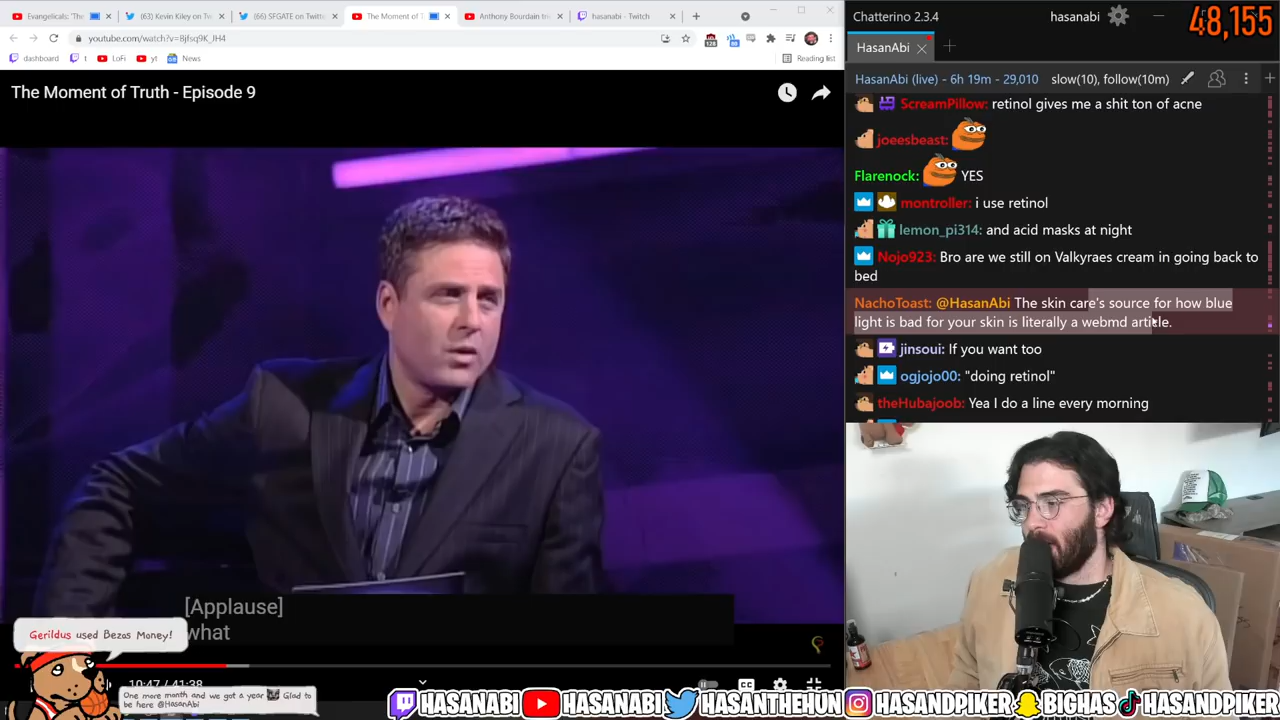 Evangelicals: "The
(63) Kevin Kiley on Tw
(66) SFGATE on Twitte
The Moment of T
Anthony Bourdain tre
hasanabi - Twitch
youtube.com/watch?v=Bjfsq9K_JH4
dashboard
t
LoFi
yt
News
Reading list
The Moment of Truth - Episode 9
[Applause]
what
Gerildus used Bezas Money!
One more month and we got a year Glad to
be here @HasanAbi
10:47 / 41:38
Chatterino 2.3.4
hasanabi
48,155
HasanAbi
HasanAbi (live) - 6h 19m - 29,010
slow(10), follow(10m)
ScreamPillow: retinol gives me a shit ton of acne
joeesbeast:
Flarenock: YES
montroller: i use retinol
lemon_pi314: and acid masks at night
Nojo923: Bro are we still on Valkyraes cream in going back to
bed
NachoToast: @HasanAbi The skin care's source for how blue
light is bad for your skin is literally a webmd article.
jinsoui: If you want too
ogjojo00: "doing retinol"
theHubajoob: Yea I do a line every morning
HASANABI
HASANABI
HASANTHEHUN
HASANDPIKER
BIGHAS
HASANDPIKER